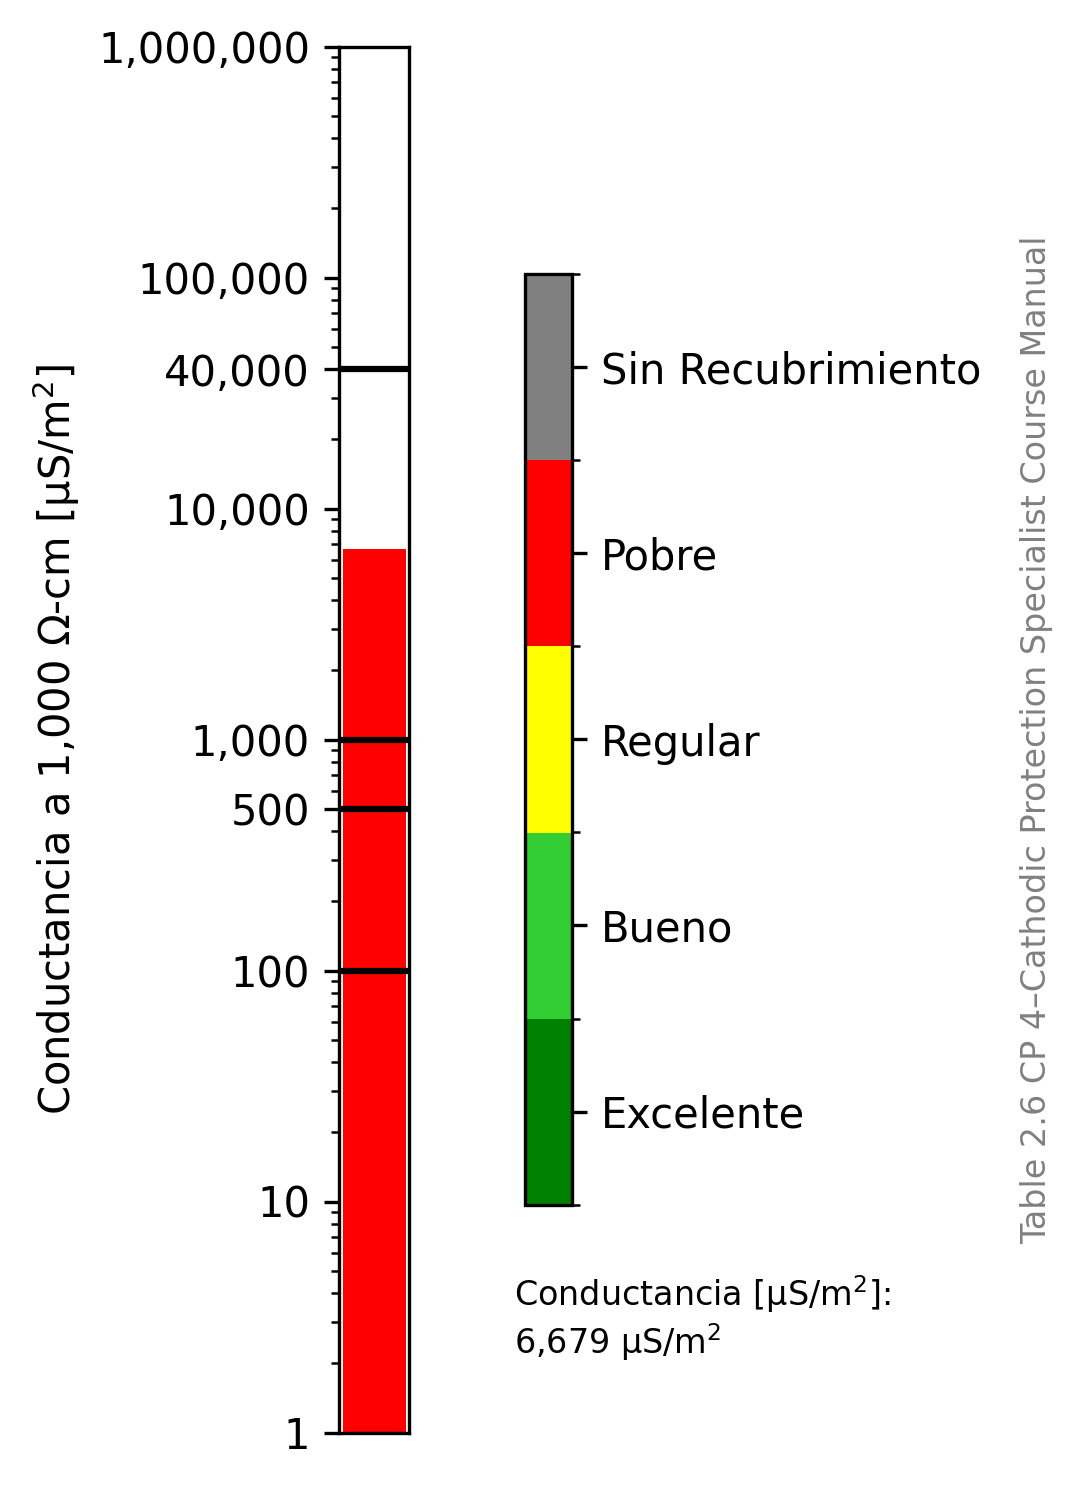 Conductancia a 1,000 Ω-cm [µS/m²]
1,000,000
100,000
40,000
10,000
1,000
500
100
10
1
Sin Recubrimiento
Pobre
Regular
Bueno
Excelente
Conductancia [µS/m²]:
6,679 µS/m²
Table 2.6 CP 4–Cathodic Protection Specialist Course Manual